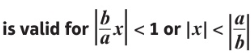 is valid for |b/a x| < 1 or |x| < |a/b|